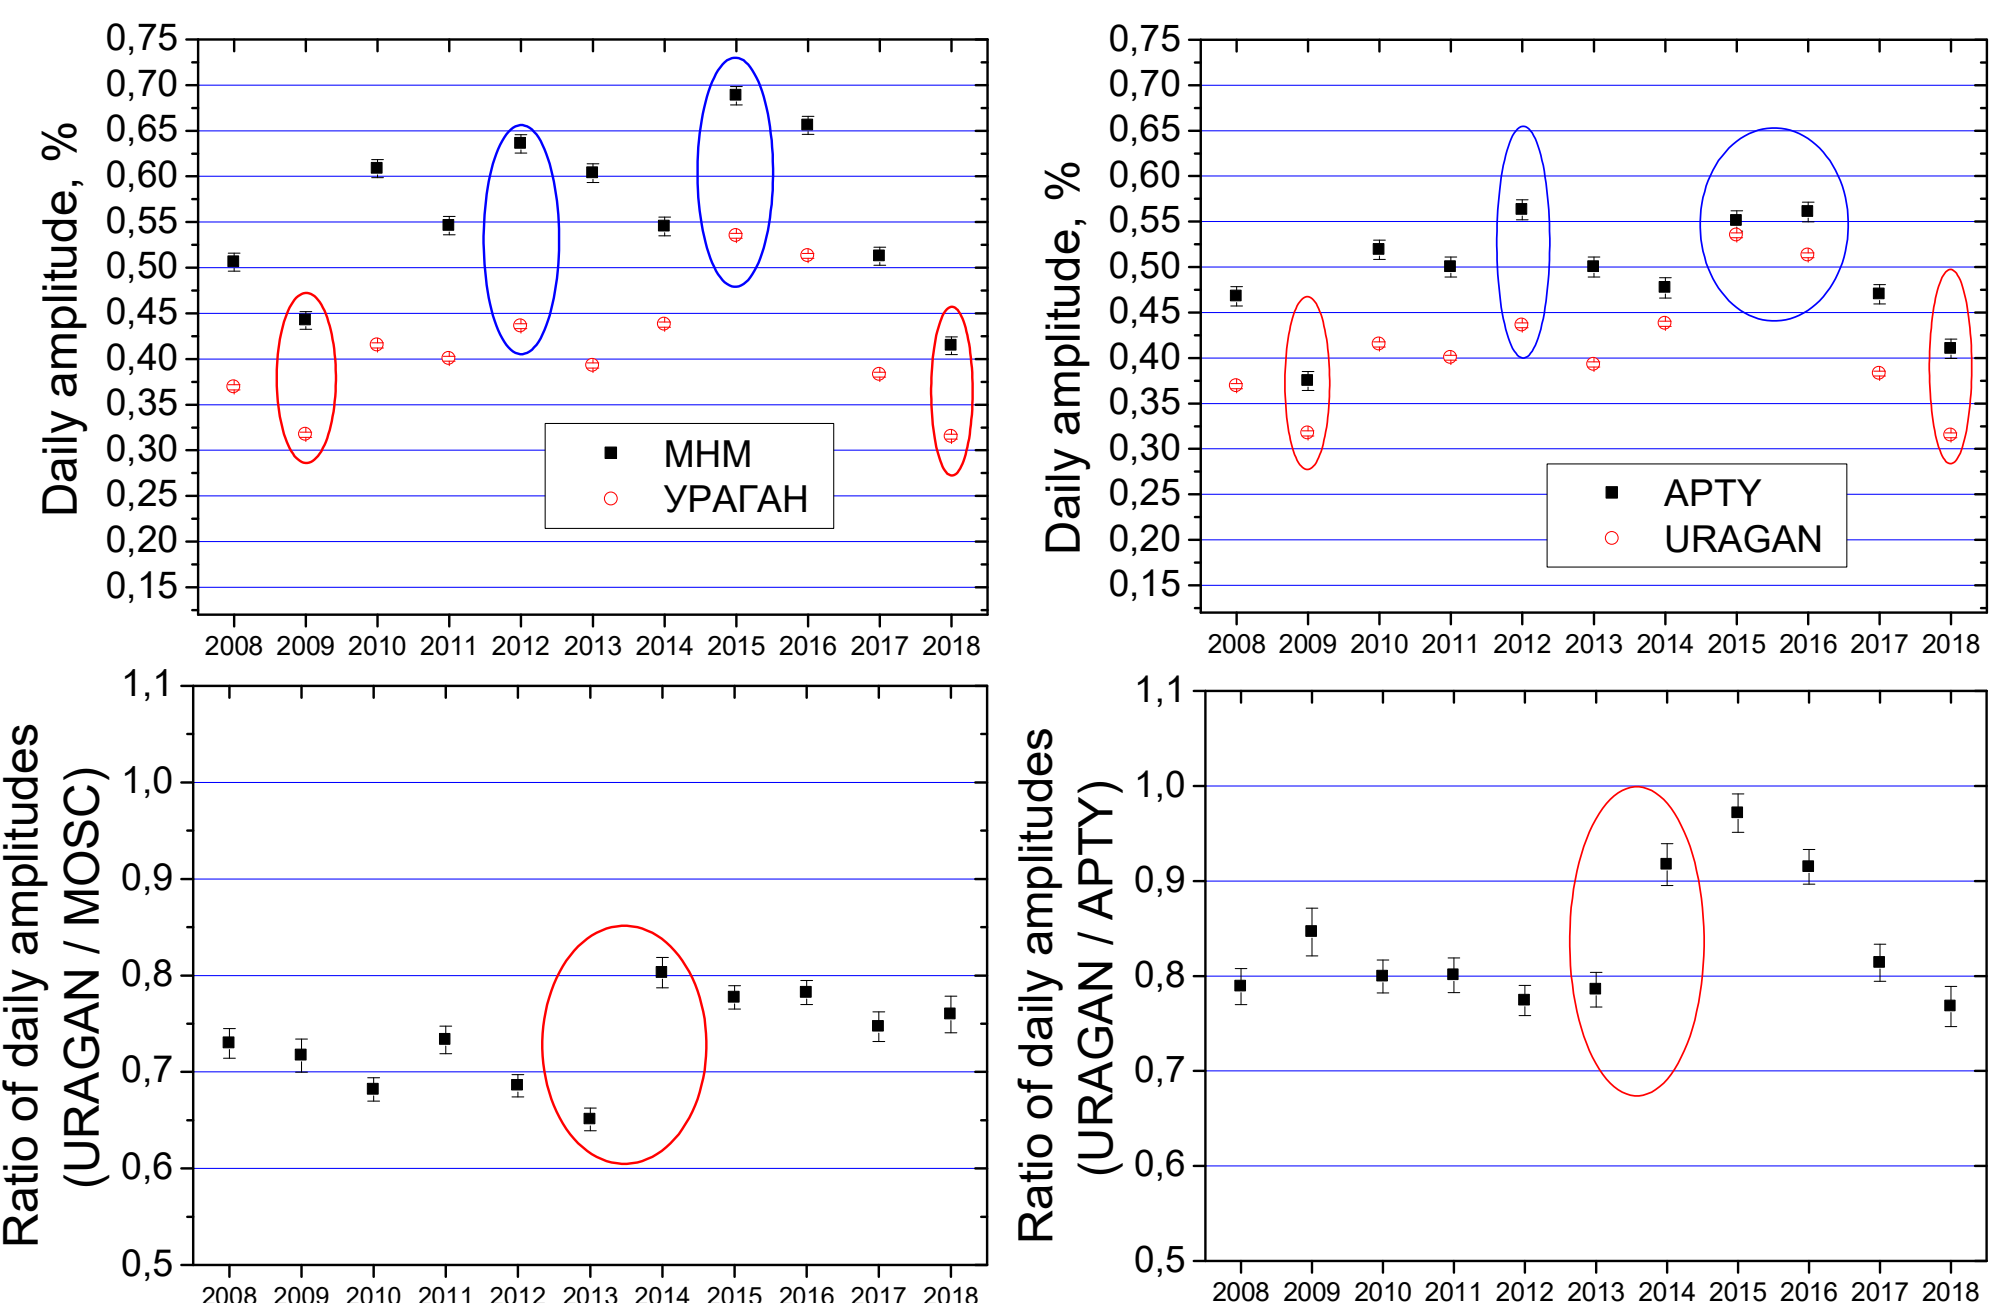 0,75
0,70
0,65
0,60
0,55
0,50
0,45
0,40
0,35
0,30
0,25
0,20
0,15
Daily amplitude, %
МНМ
УРАГАН
2008 2009 2010 2011 2012 2013 2014 2015 2016 2017 2018
0,75
0,70
0,65
0,60
0,55
0,50
0,45
0,40
0,35
0,30
0,25
0,20
0,15
Daily amplitude, %
APTY
URAGAN
2008 2009 2010 2011 2012 2013 2014 2015 2016 2017 2018
1,1
1,0
0,9
0,8
0,7
0,6
0,5
Ratio of daily amplitudes
(URAGAN / MOSC)
2008 2009 2010 2011 2012 2013 2014 2015 2016 2017 2018
1,1
1,0
0,9
0,8
0,7
0,6
0,5
Ratio of daily amplitudes
(URAGAN / APTY)
2008 2009 2010 2011 2012 2013 2014 2015 2016 2017 2018